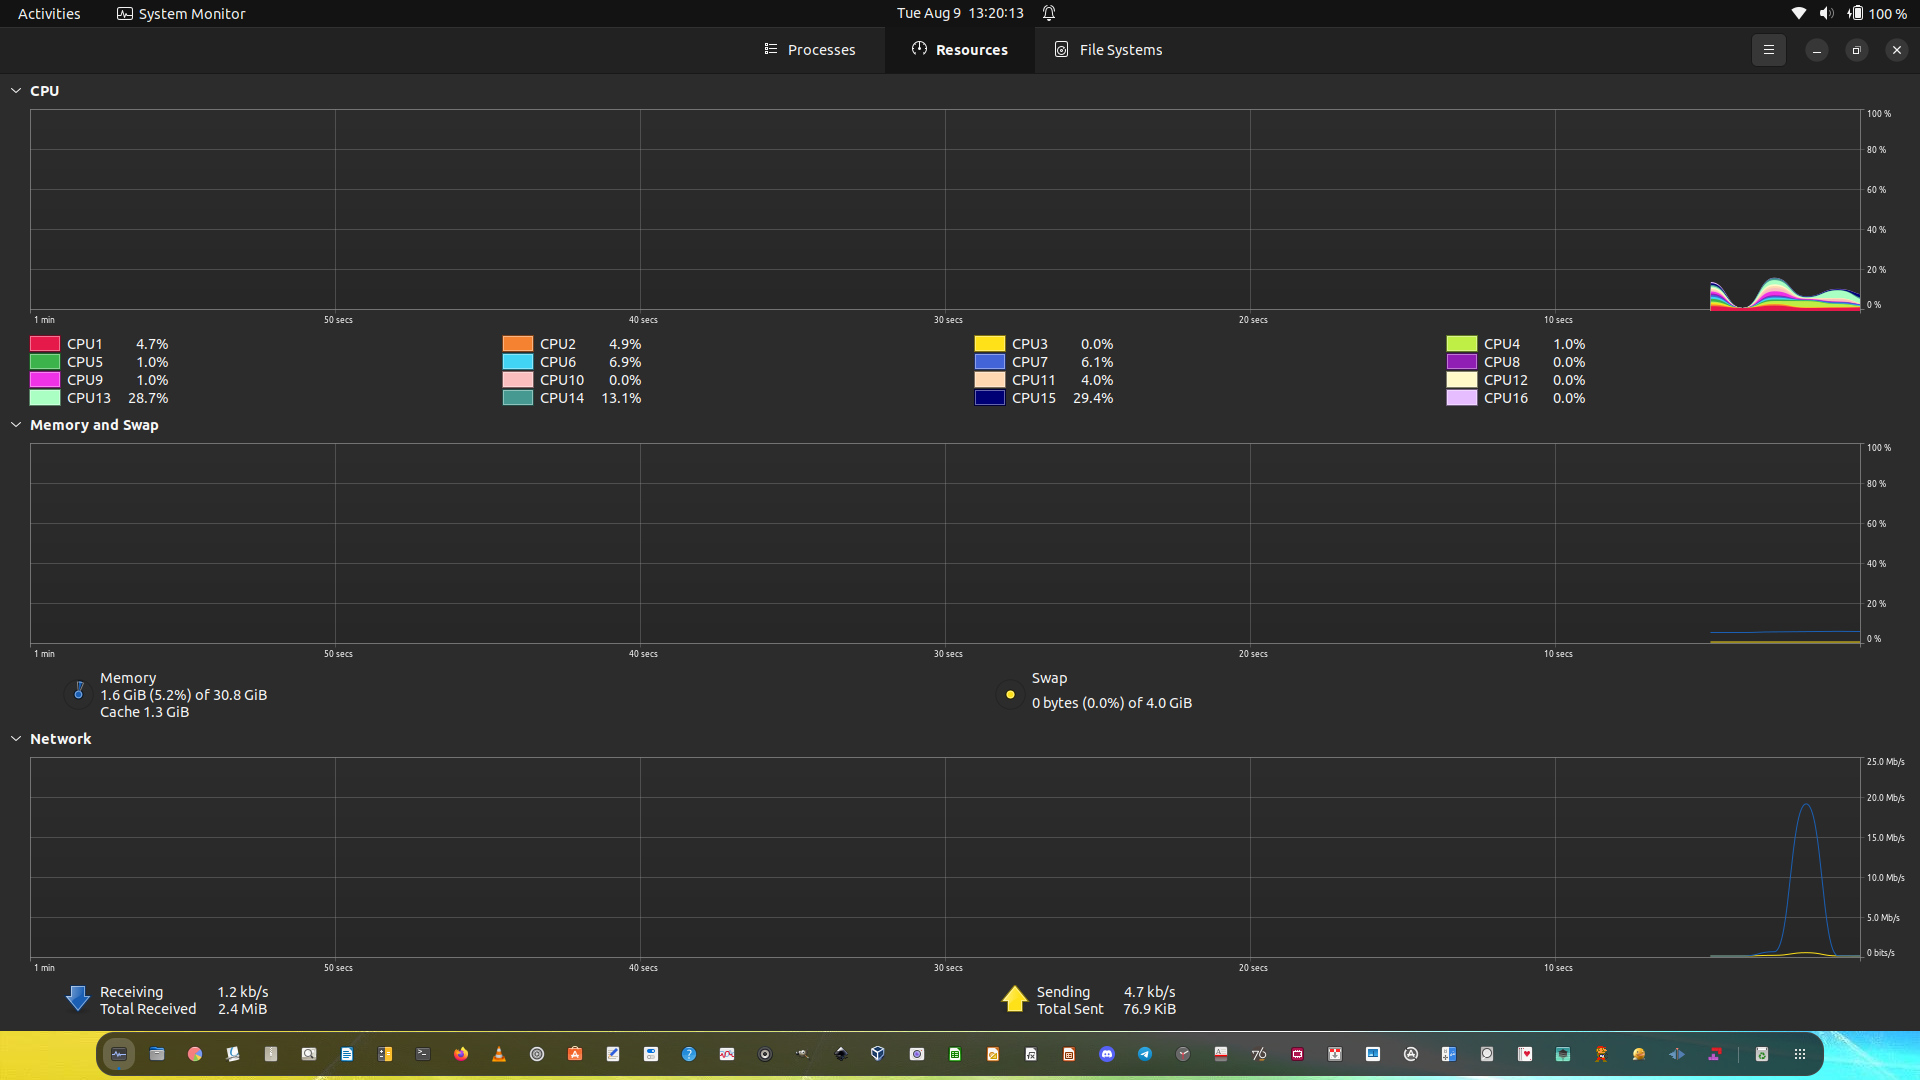 Activities System Monitor Tue Aug 9 13:20:13 100 %
Processes Resources File Systems
CPU
100 %
80 %
60 %
40 %
20 %
0 %
1 min 50 secs 40 secs 30 secs 20 secs 10 secs
CPU1 4.7% CPU2 4.9% CPU3 0.0% CPU4 1.0%
CPU5 1.0% CPU6 6.9% CPU7 6.1% CPU8 0.0%
CPU9 1.0% CPU10 0.0% CPU11 4.0% CPU12 0.0%
CPU13 28.7% CPU14 13.1% CPU15 29.4% CPU16 0.0%
Memory and Swap
100 %
80 %
60 %
40 %
20 %
0 %
1 min 50 secs 40 secs 30 secs 20 secs 10 secs
Memory
1.6 GiB (5.2%) of 30.8 GiB
Cache 1.3 GiB
Swap
0 bytes (0.0%) of 4.0 GiB
Network
25.0 Mb/s
20.0 Mb/s
15.0 Mb/s
10.0 Mb/s
5.0 Mb/s
0 bits/s
1 min 50 secs 40 secs 30 secs 20 secs 10 secs
Receiving 1.2 kb/s
Total Received 2.4 MiB
Sending 4.7 kb/s
Total Sent 76.9 KiB
76